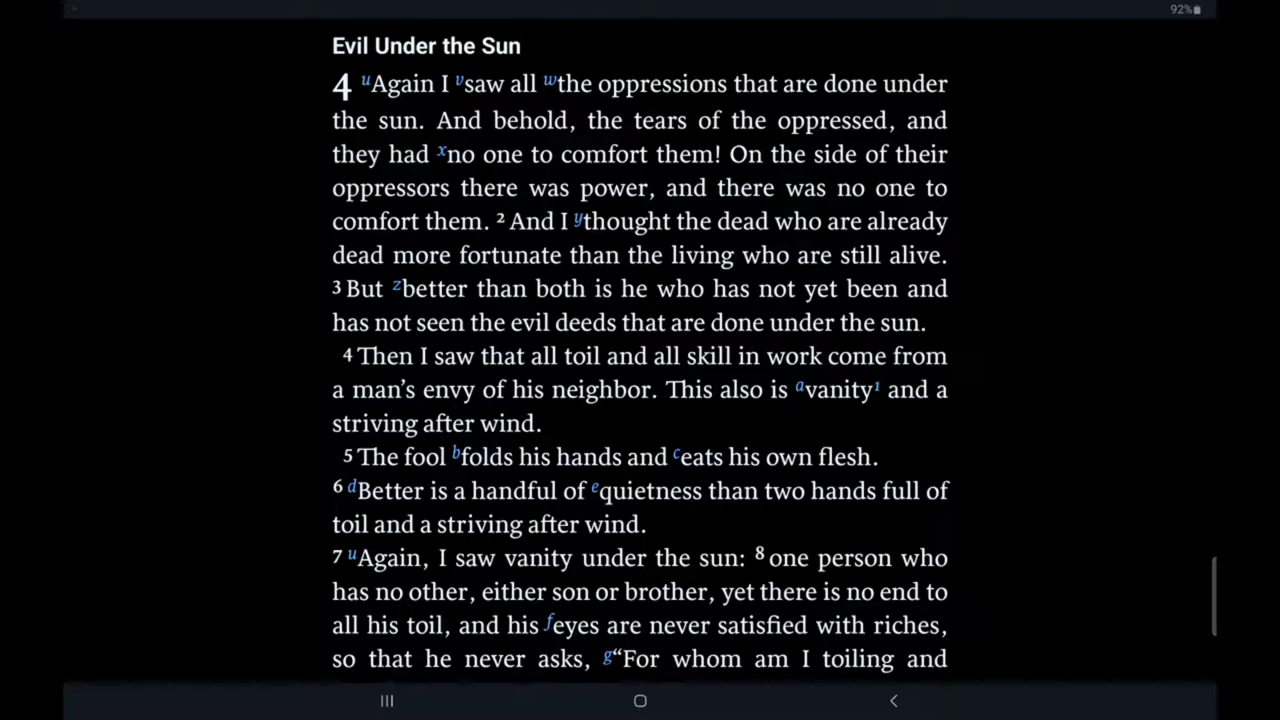 92%
Evil Under the Sun
4 uAgain I vsaw all wthe oppressions that are done under
the sun. And behold, the tears of the oppressed, and
they had xno one to comfort them! On the side of their
oppressors there was power, and there was no one to
comfort them. 2 And I ythought the dead who are already
dead more fortunate than the living who are still alive.
3 But zbetter than both is he who has not yet been and
has not seen the evil deeds that are done under the sun.
4 Then I saw that all toil and all skill in work come from
a man’s envy of his neighbor. This also is avanity1 and a
striving after wind.
5 The fool bfolds his hands and ceats his own flesh.
6 dBetter is a handful of equietness than two hands full of
toil and a striving after wind.
7 uAgain, I saw vanity under the sun: 8 one person who
has no other, either son or brother, yet there is no end to
all his toil, and his feyes are never satisfied with riches,
so that he never asks, g“For whom am I toiling and